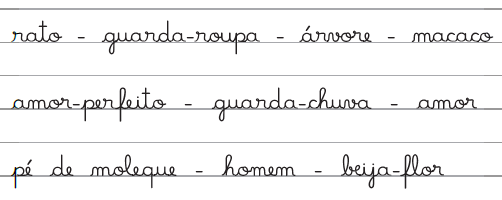 rato - guarda-roupa - árvore - macaco
amor-perfeito - guarda-chuva - amor
pé de moleque - homem - beija-flor